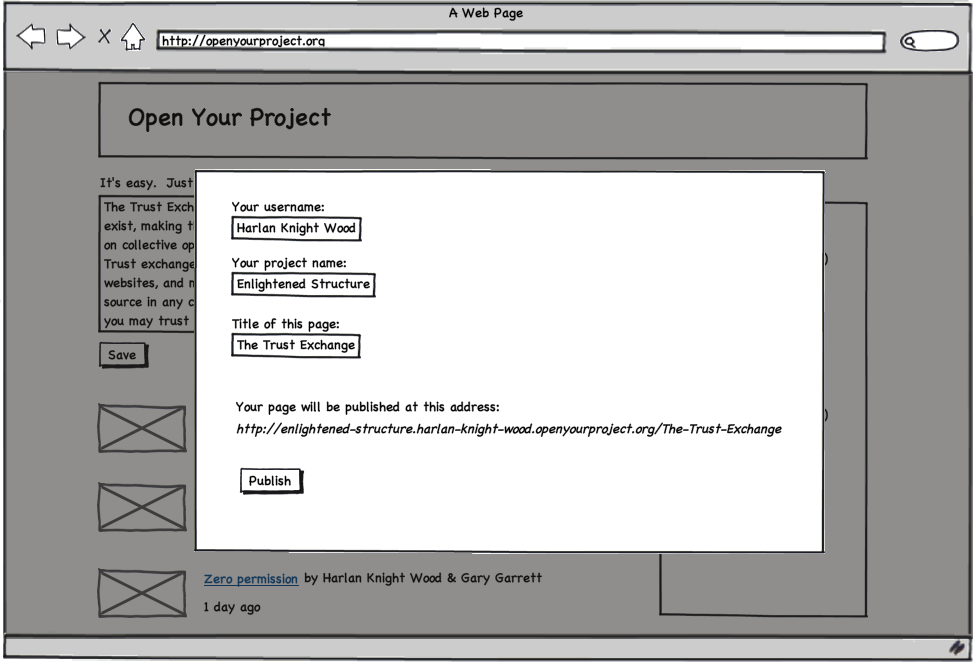 A Web Page
http://openyourproject.org
Open Your Project
It's easy. Just
The Trust Exch
exist, making t
on collective op
Trust exchange
websites, and n
source in any c
you may trust
Save
Your username:
Harlan Knight Wood
Your project name:
Enlightened Structure
Title of this page:
The Trust Exchange
Your page will be published at this address:
http://enlightened-structure.harlan-knight-wood.openyourproject.org/The-Trust-Exchange
Publish
)
)
Zero permission by Harlan Knight Wood & Gary Garrett
1 day ago